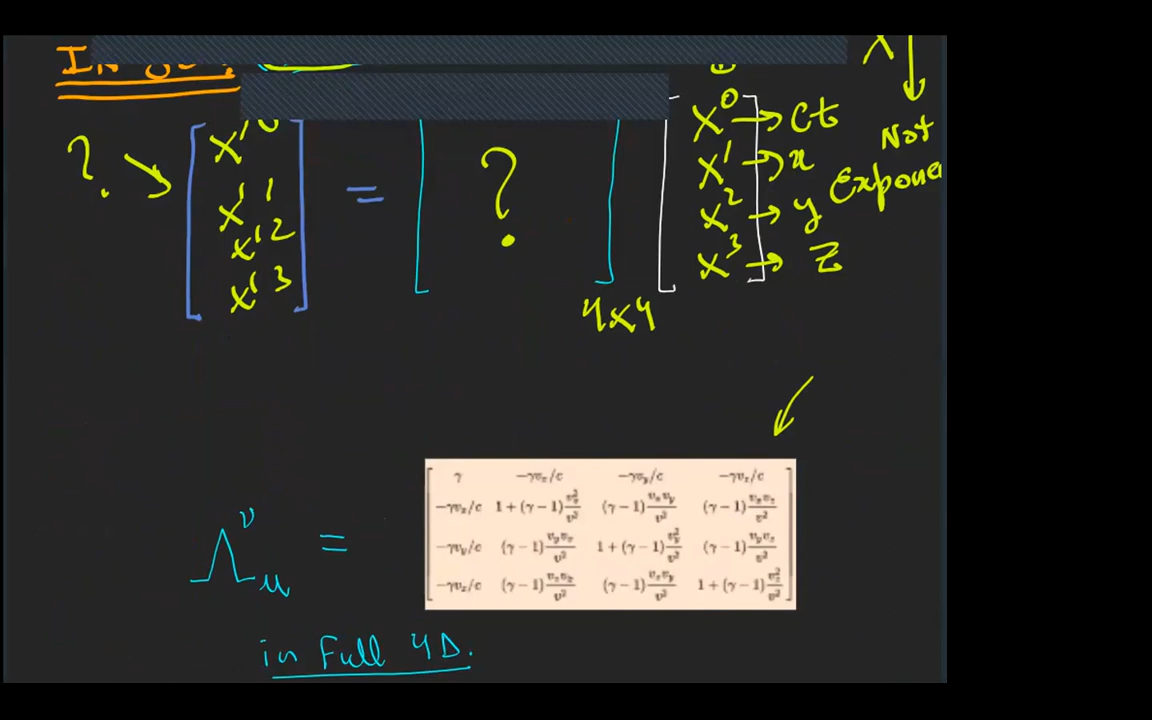 In
? [x'0 x'1 x'2 x'3] = [ ? ] 4x4 [x0 → ct x1 → x x2 → y x3 → z]
Not
Λ^ν_μ =
γ -γv_x/c -γv_y/c -γv_z/c
-γv_x/c 1+(γ-1)v_x²/v² (γ-1)v_xv_y/v² (γ-1)v_xv_z/v²
-γv_y/c (γ-1)v_yv_x/v² 1+(γ-1)v_y²/v² (γ-1)v_yv_z/v²
-γv_z/c (γ-1)v_zv_x/v² (γ-1)v_zv_y/v² 1+(γ-1)v_z²/v²
in Full 4D.